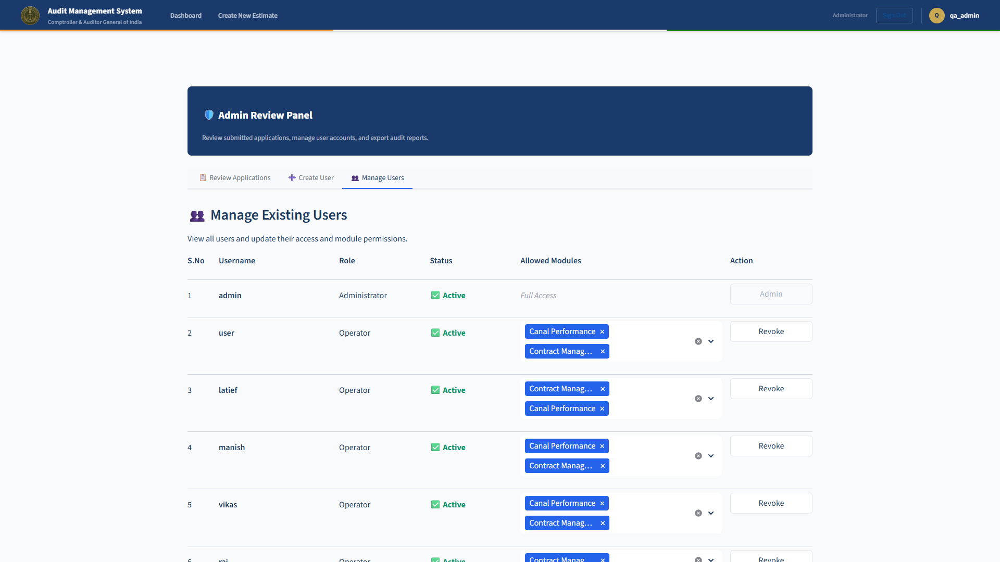 Audit Management System
Comptroller & Auditor General of India
Dashboard
Create New Estimate
Administrator
Sign Out
Q
qa_admin
Admin Review Panel
Review submitted applications, manage user accounts, and export audit reports.
Review Applications
Create User
Manage Users
Manage Existing Users
View all users and update their access and module permissions.
S.No Username Role Status Allowed Modules Action
1 admin Administrator Active Full Access Admin
2 user Operator Active Canal Performance × Revoke
Contract Manag... ×
3 latief Operator Active Contract Manag... × Revoke
Canal Performance ×
4 manish Operator Active Canal Performance × Revoke
Contract Manag... ×
5 vikas Operator Active Canal Performance × Revoke
Contract Manag... ×
6 raj Operator Active Contract Manag... × Revoke